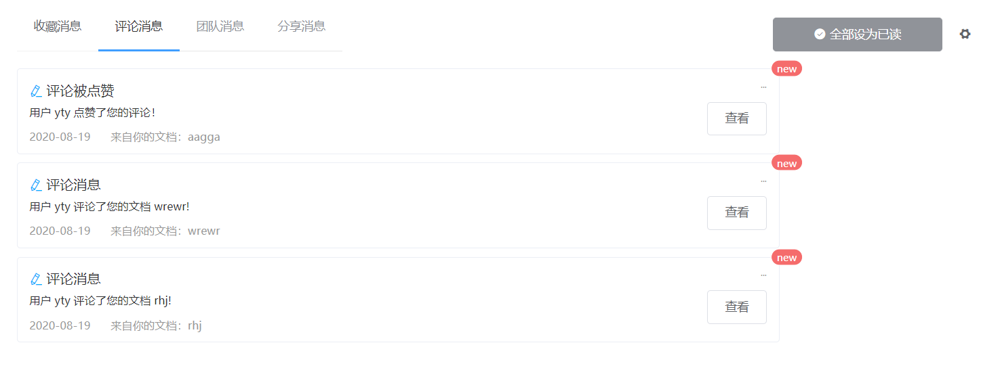 收藏消息 评论消息 团队消息 分享消息 全部设为已读
new
评论被点赞 ...
用户 yty 点赞了您的评论！
查看
2020-08-19 来自你的文档：aagga
new
评论消息 ...
用户 yty 评论了您的文档 wrewr!
查看
2020-08-19 来自你的文档：wrewr
new
评论消息 ...
用户 yty 评论了您的文档 rhj!
查看
2020-08-19 来自你的文档：rhj